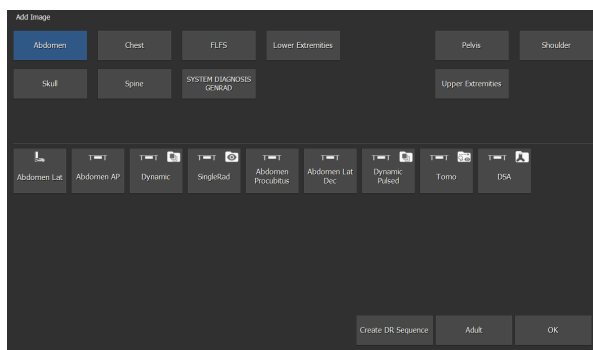 Add Image
Abdomen
Chest
FLFS
Lower Extremities
Pelvis
Shoulder
Skull
Spine
SYSTEM DIAGNOSIS
GENRAD
Upper Extremities
Abdomen Lat
Abdomen AP
Dynamic
SingleRad
Abdomen
Procubitus
Abdomen Lat
Dec
Dynamic
Pulsed
Tomo
DSA
Create DR Sequence
Adult
OK